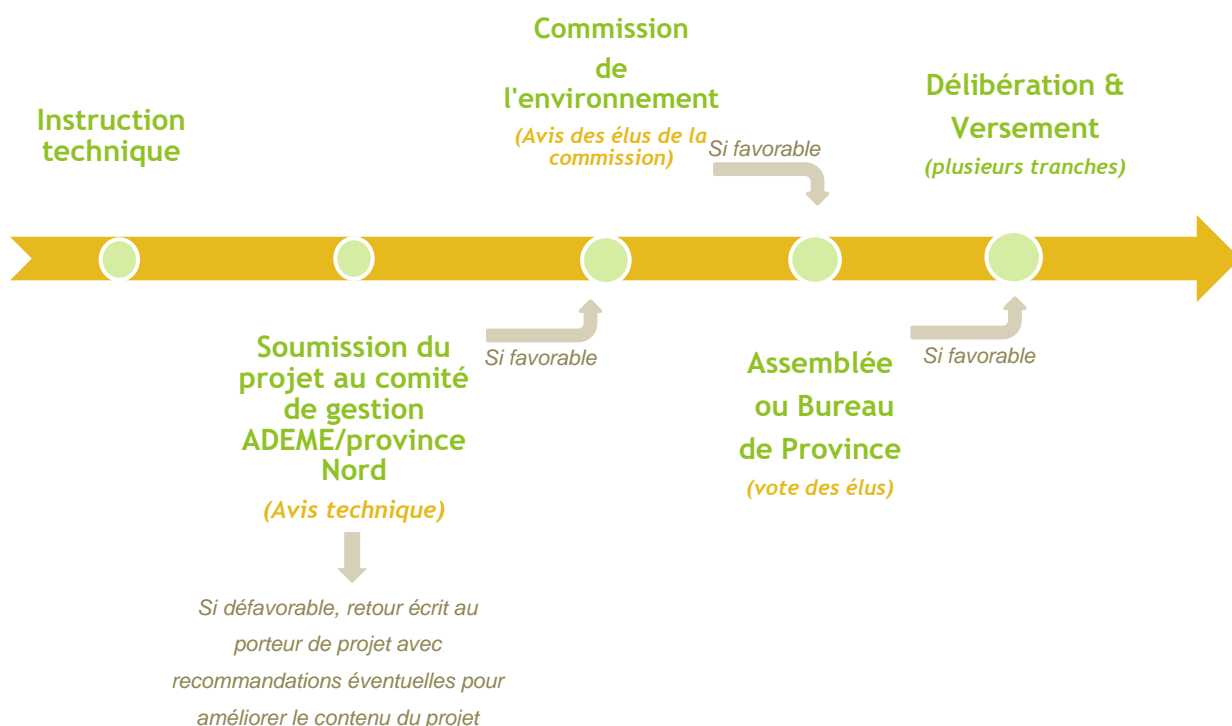 Instruction
technique
Soumission du
projet au comité
de gestion
ADEME/province
Nord
(Avis technique)
Si défavorable, retour écrit au
porteur de projet avec
recommandations éventuelles pour
améliorer le contenu du projet
Si favorable
Commission
de
l'environnement
(Avis des élus de la
commission)
Si favorable
Assemblée
ou Bureau
de Province
(vote des élus)
Si favorable
Délibération &
Versement
(plusieurs tranches)